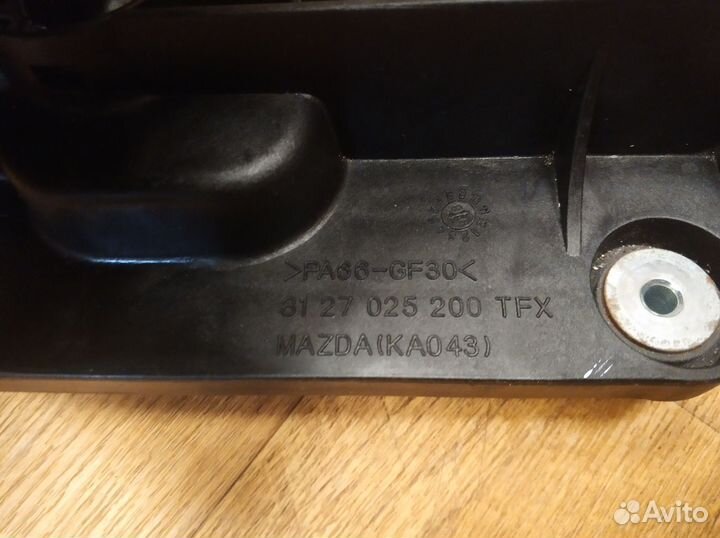 >PA66-GF30<
31 27 025 200 TFX
MAZDA(KA043)
Avito